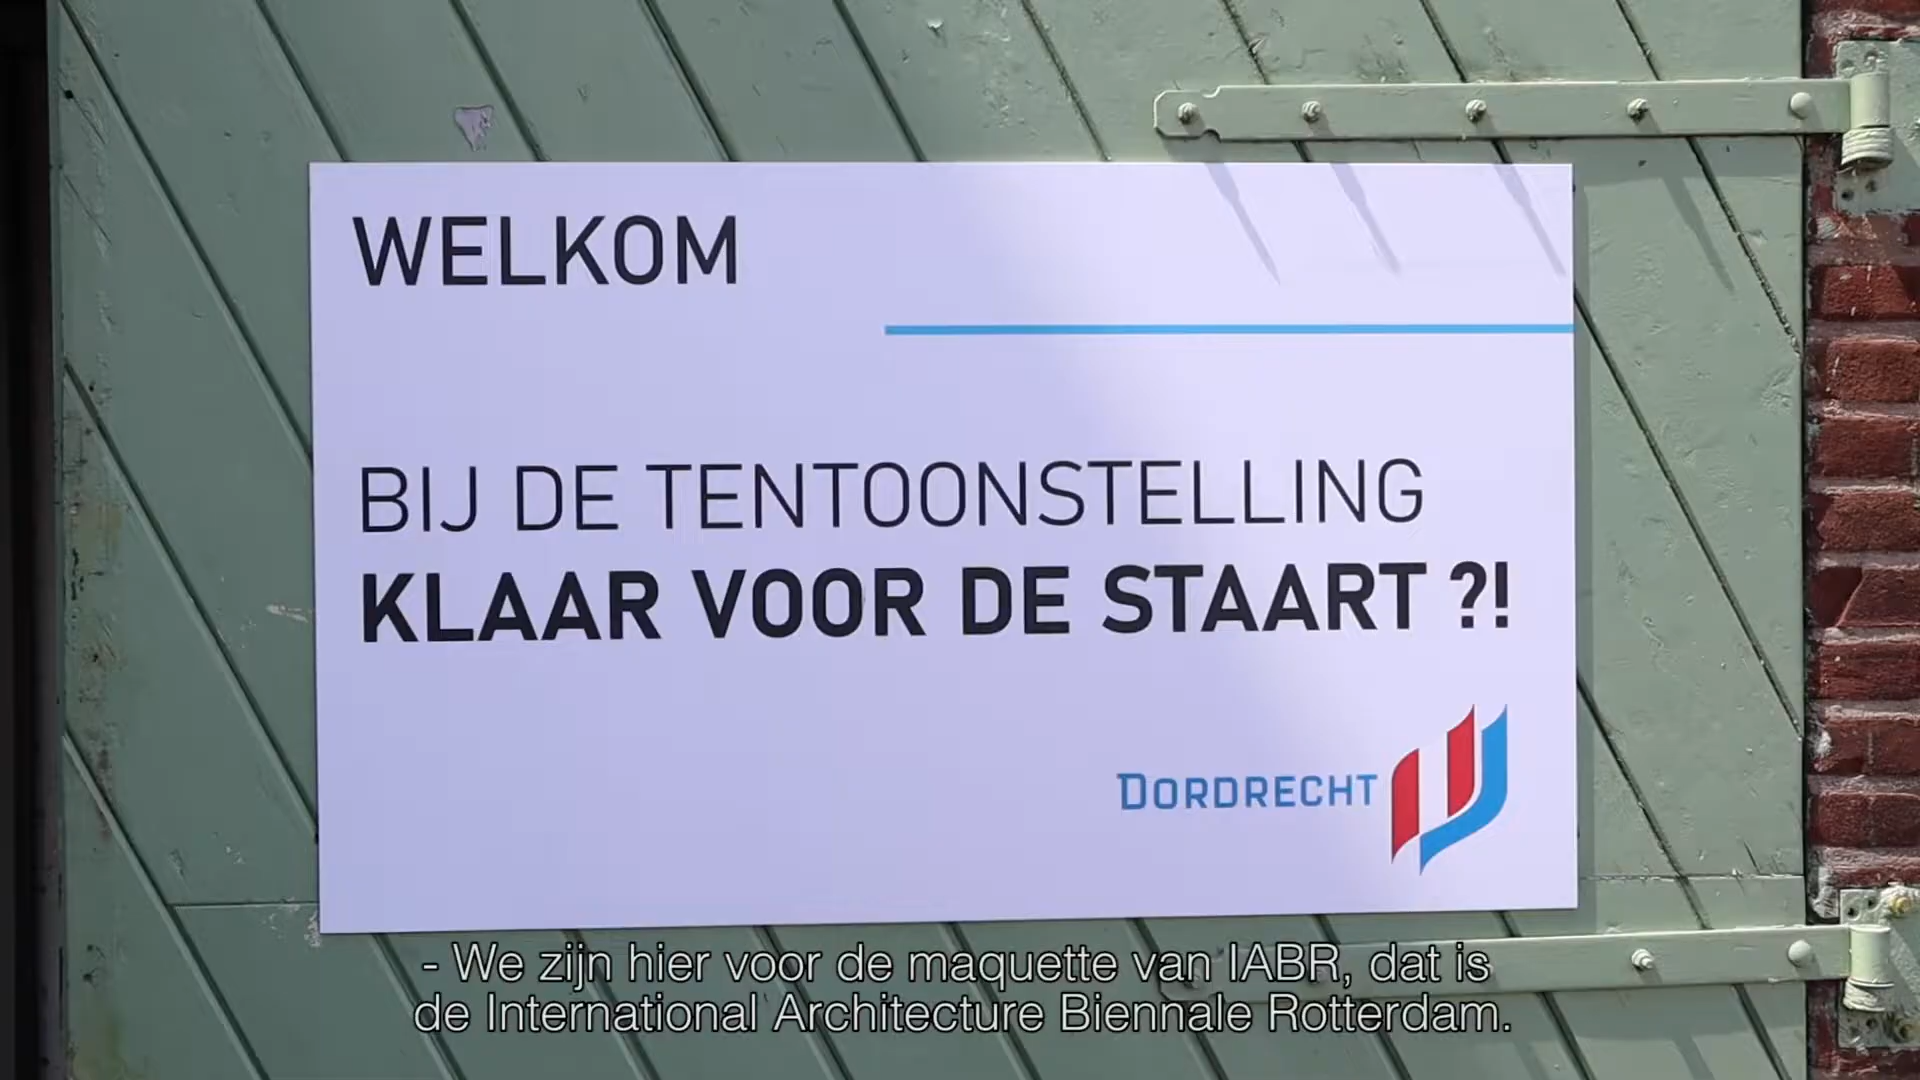 WELKOM
BIJ DE TENTOONSTELLING
KLAAR VOOR DE STAART ?!
DORDRECHT
- We zijn hier voor de maquette van IABR, dat is
de International Architecture Biennale Rotterdam.